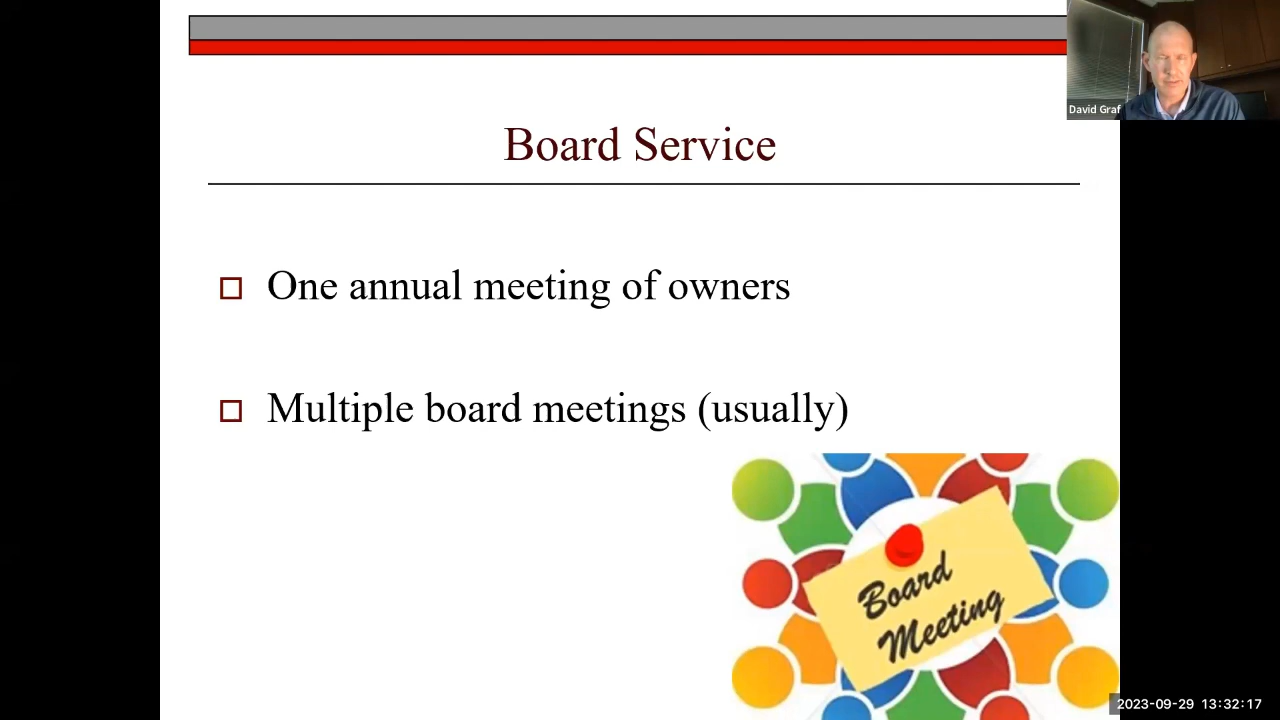 David Graf
Board Service
One annual meeting of owners
Multiple board meetings (usually)
Board
Meeting
2023-09-29 13:32:17